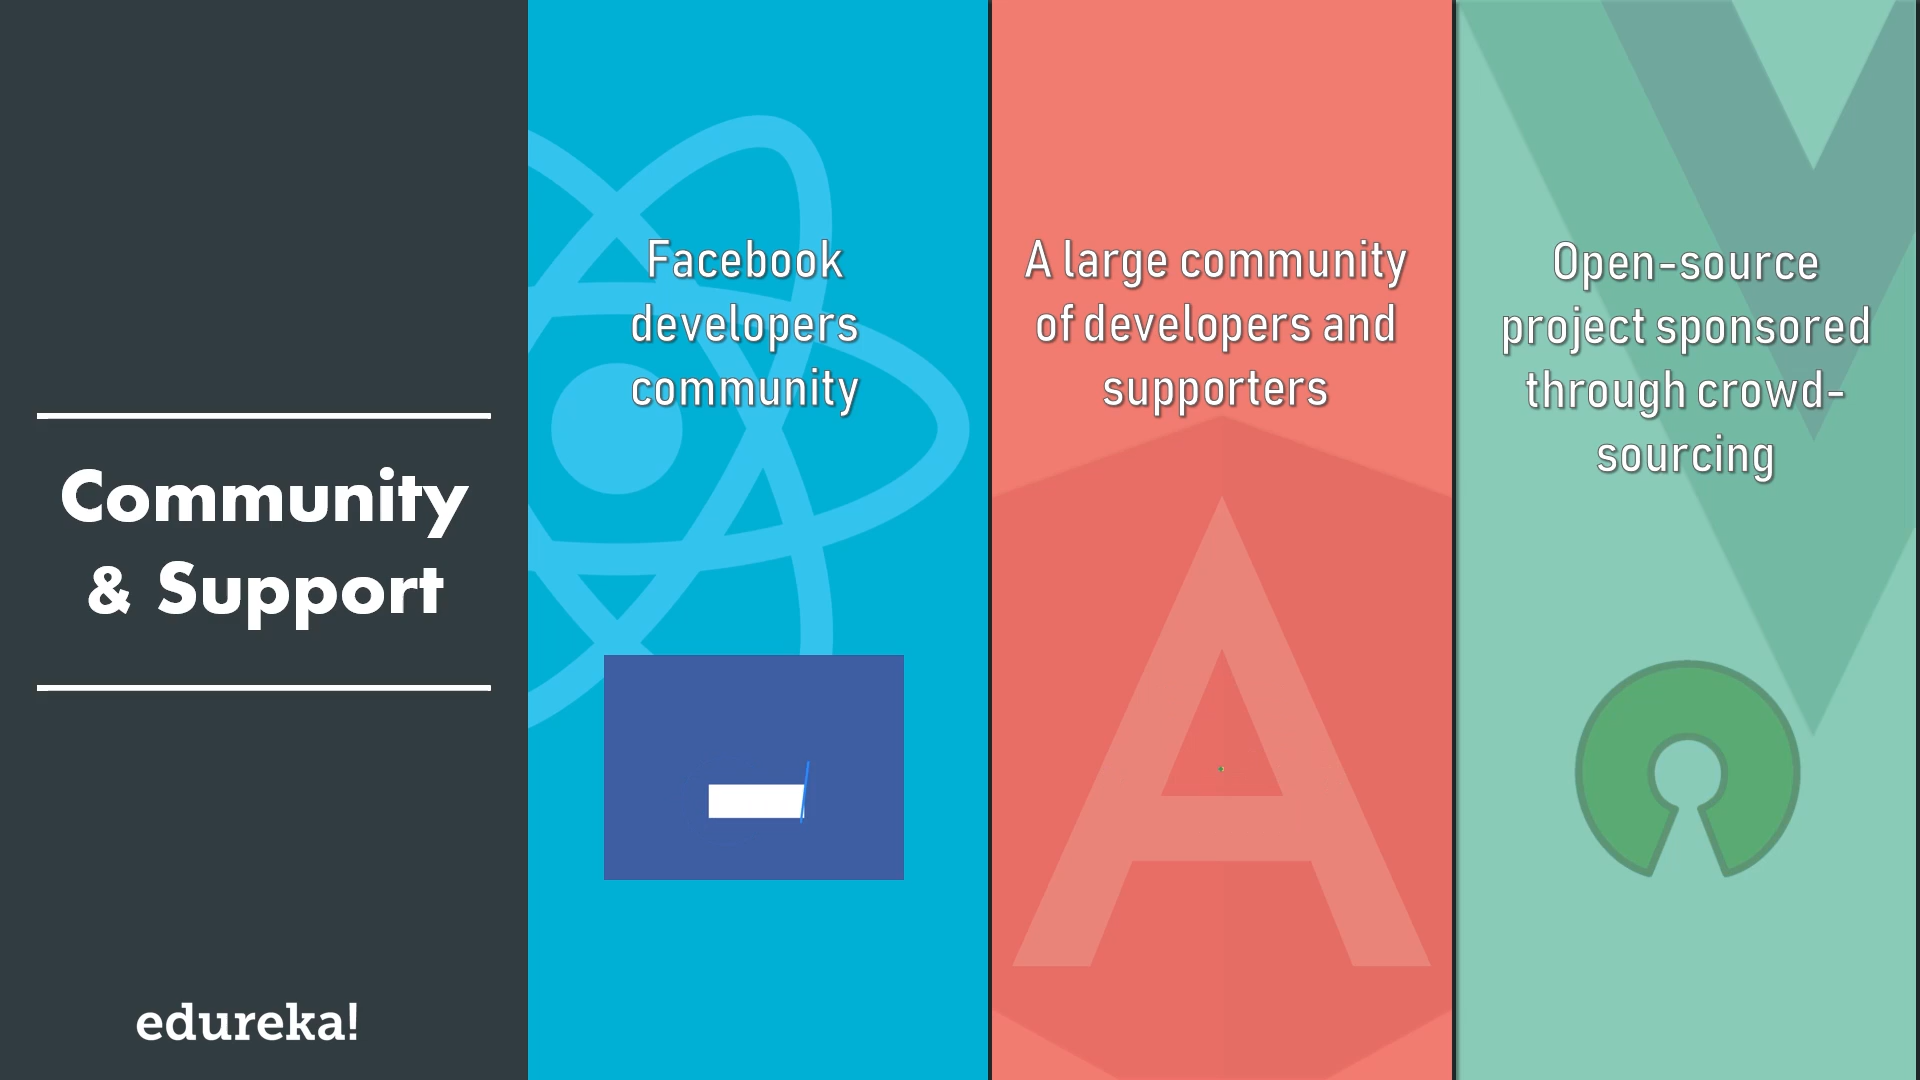 Community
& Support
edureka!
Facebook
developers
community
A large community
of developers and
supporters
Open-source
project sponsored
through crowd-
sourcing